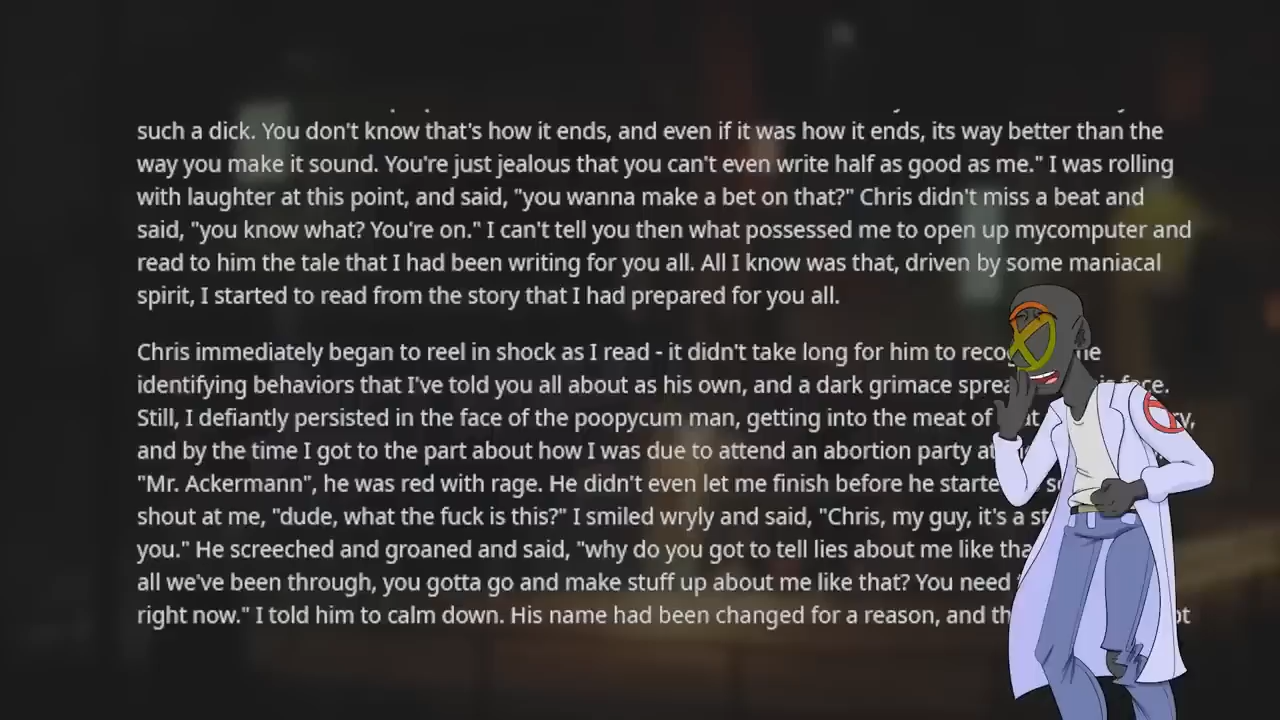 such a dick. You don't know that's how it ends, and even if it was how it ends, its way better than the
way you make it sound. You're just jealous that you can't even write half as good as me." I was rolling
with laughter at this point, and said, "you wanna make a bet on that?" Chris didn't miss a beat and
said, "you know what? You're on." I can't tell you then what possessed me to open up mycomputer and
read to him the tale that I had been writing for you all. All I know was that, driven by some maniacal
spirit, I started to read from the story that I had prepared for you all.
Chris immediately began to reel in shock as I read - it didn't take long for him to
identifying behaviors that I've told you all about as his own, and a dark grimace face.
Still, I defiantly persisted in the face of the poopycum man, getting into the meat of
and by the time I got to the part about how I was due to attend an abortion party
"Mr. Ackermann", he was red with rage. He didn't even let me finish before he
shout at me, "dude, what the fuck is this?" I smiled wryly and said, "Chris, my guy, it's a
you." He screeched and groaned and said, "why do you got to tell lies about me like
all we've been through, you gotta go and make stuff up about me like that? You need
right now." I told him to calm down. His name had been changed for a reason, and